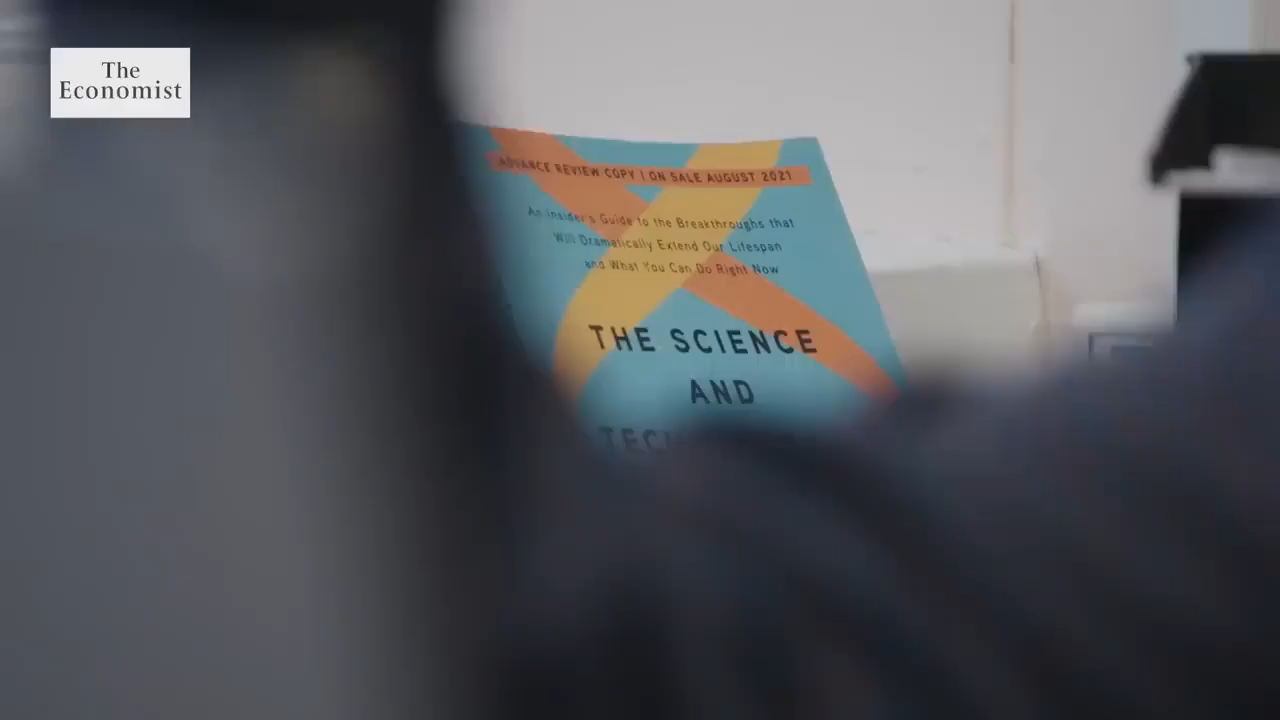 The
Economist
ADVANCE REVIEW COPY | ON SALE AUGUST 2021
An Insider's Guide to the Breakthroughs that
Will Dramatically Extend Our Lifespan
and What You Can Do Right Now
THE SCIENCE
AND